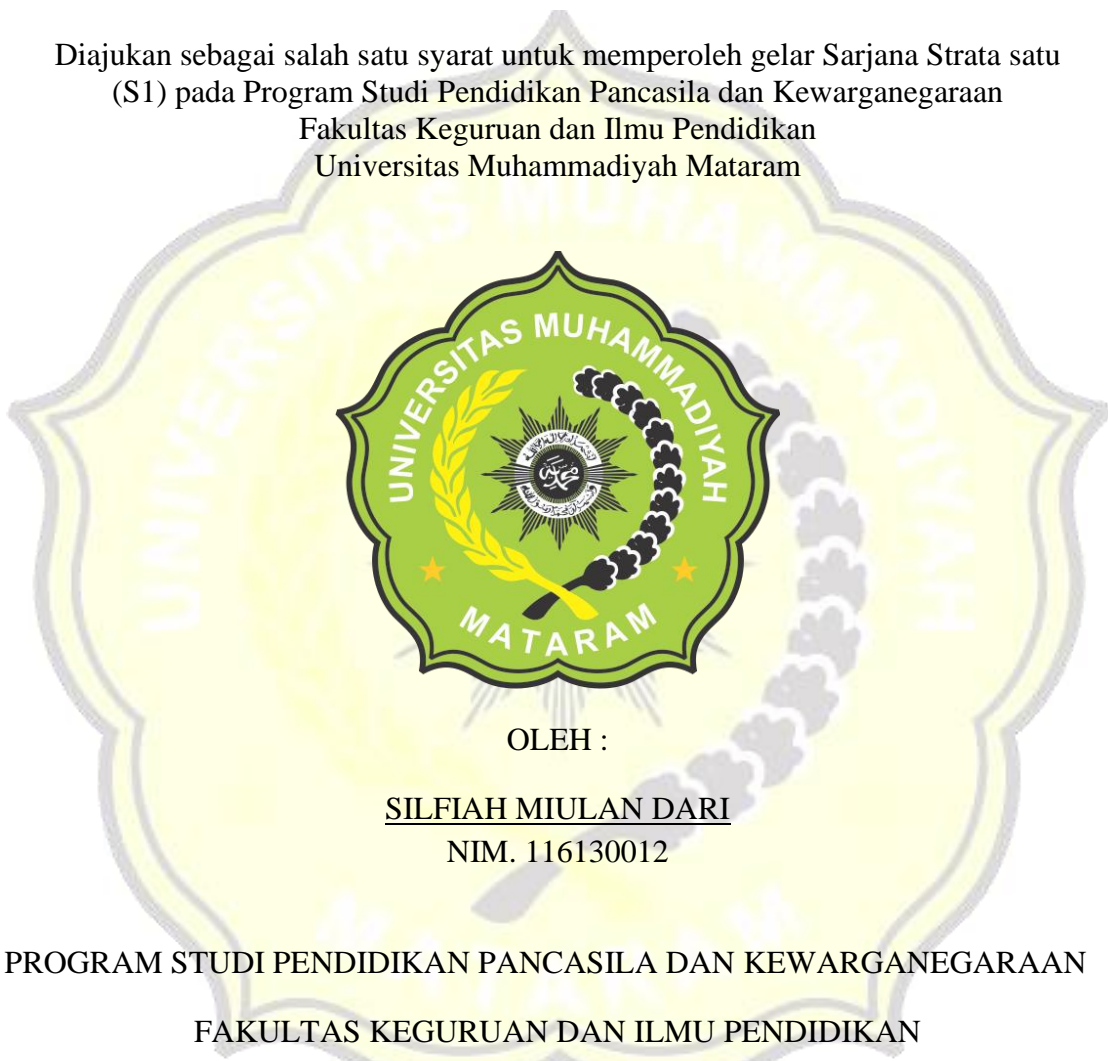 Diajukan sebagai salah satu syarat untuk memperoleh gelar Sarjana Strata satu
(S1) pada Program Studi Pendidikan Pancasila dan Kewarganegaraan
Fakultas Keguruan dan Ilmu Pendidikan
Universitas Muhammadiyah Mataram
UNIVERSITAS MUHAMMADIYAH
MATARAM
OLEH :
SILFIAH MIULAN DARI
NIM. 116130012
PROGRAM STUDI PENDIDIKAN PANCASILA DAN KEWARGANEGARAAN
FAKULTAS KEGURUAN DAN ILMU PENDIDIKAN